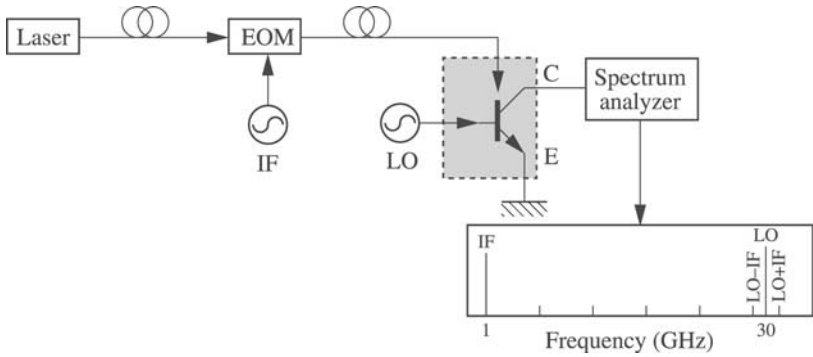 Laser
EOM
IF
LO
C
E
Spectrum
analyzer
IF
LO
LO–IF
LO+IF
1
30
Frequency (GHz)